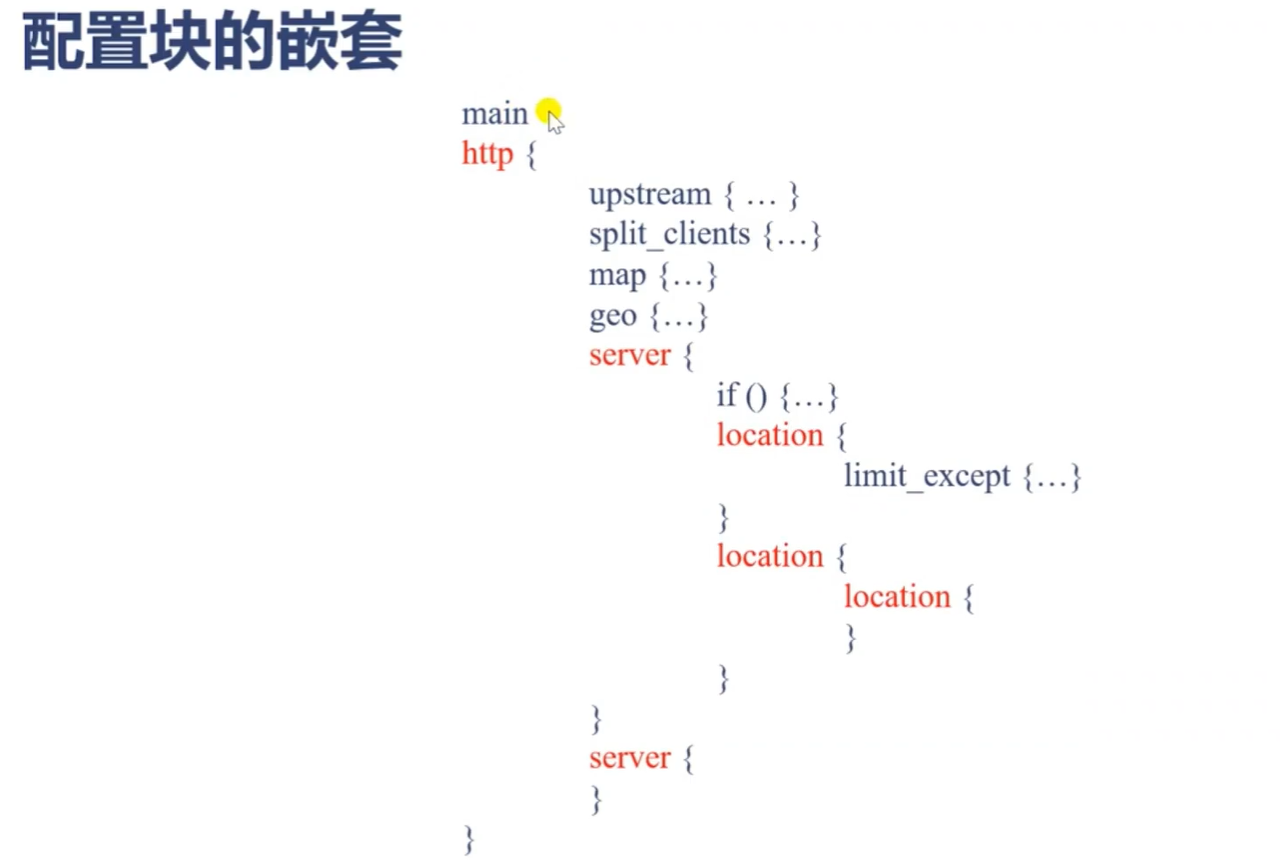 配置块的嵌套
main
http {
upstream { … }
split_clients {…}
map {…}
geo {…}
server {
if () {…}
location {
limit_except {…}
}
location {
location {
}
}
}
server {
}
}